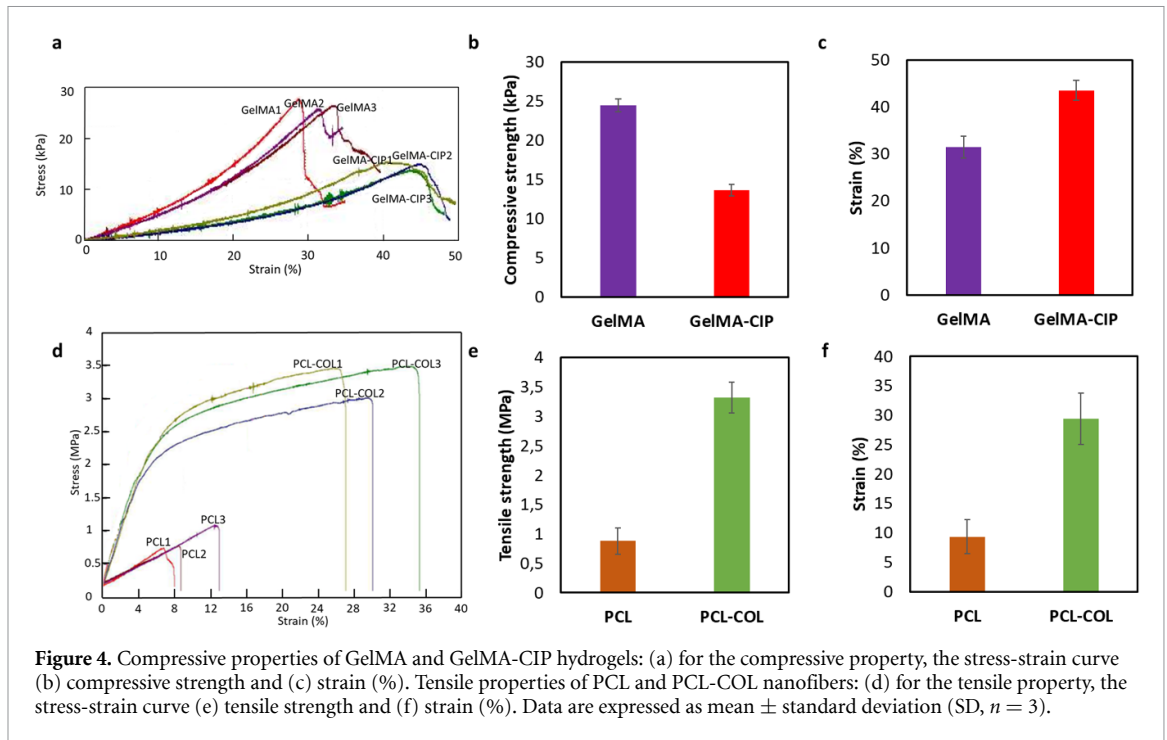 a
30
20
10
0
Stress (kPa)
GelMA1
GelMA2
GelMA3
GelMA-CIP1
GelMA-CIP2
GelMA-CIP3
0 10 20 30 40 50
Strain (%)
b
30
25
20
15
10
5
0
Compressive strength (kPa)
GelMA GelMA-CIP
c
50
40
30
20
10
0
Strain (%)
GelMA GelMA-CIP
d
4
3.5
3
2.5
2
1.5
1
0.5
0
Stress (MPa)
PCL-COL1
PCL-COL3
PCL-COL2
PCL3
PCL1
PCL2
0 4 8 12 16 20 24 28 32 36 40
Strain (%)
e
4
3,5
3
2,5
2
1,5
1
0,5
0
Tensile strength (MPa)
PCL PCL-COL
f
40
35
30
25
20
15
10
5
0
Strain (%)
PCL PCL-COL
Figure 4. Compressive properties of GelMA and GelMA-CIP hydrogels: (a) for the compressive property, the stress-strain curve
(b) compressive strength and (c) strain (%). Tensile properties of PCL and PCL-COL nanofibers: (d) for the tensile property, the
stress-strain curve (e) tensile strength and (f) strain (%). Data are expressed as mean ± standard deviation (SD, n = 3).